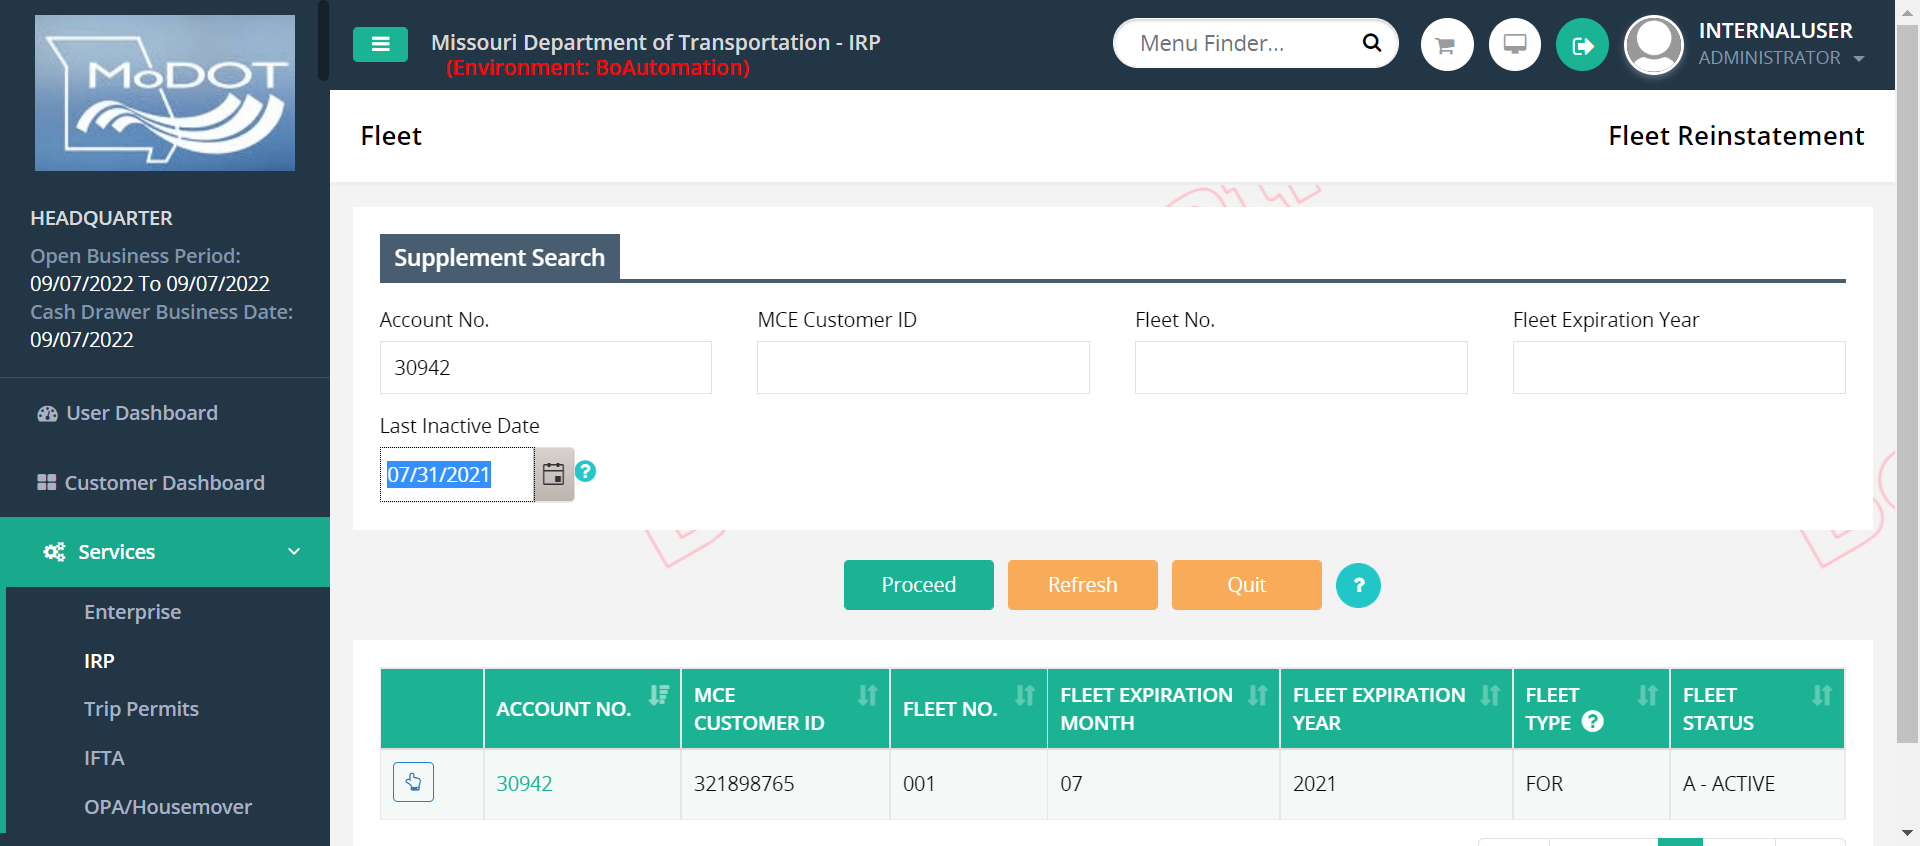 MoDOT
Missouri Department of Transportation - IRP
(Environment: BoAutomation)
Menu Finder...
INTERNALUSER
ADMINISTRATOR
HEADQUARTER
Open Business Period:
09/07/2022 To 09/07/2022
Cash Drawer Business Date:
09/07/2022
User Dashboard
Customer Dashboard
Services
Enterprise
IRP
Trip Permits
IFTA
OPA/Housemover
Fleet
Fleet Reinstatement
Supplement Search
Account No.
MCE Customer ID
Fleet No.
Fleet Expiration Year
30942
Last Inactive Date
07/31/2021
?
Proceed
Refresh
Quit
?
ACCOUNT NO.
MCE
CUSTOMER ID
FLEET NO.
FLEET EXPIRATION
MONTH
FLEET EXPIRATION
YEAR
FLEET
TYPE ?
FLEET
STATUS
30942
321898765
001
07
2021
FOR
A - ACTIVE